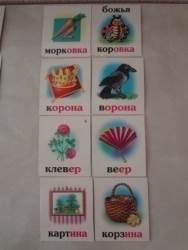 божья
морковка коровка
корона ворона
клевер веер
картина корзина